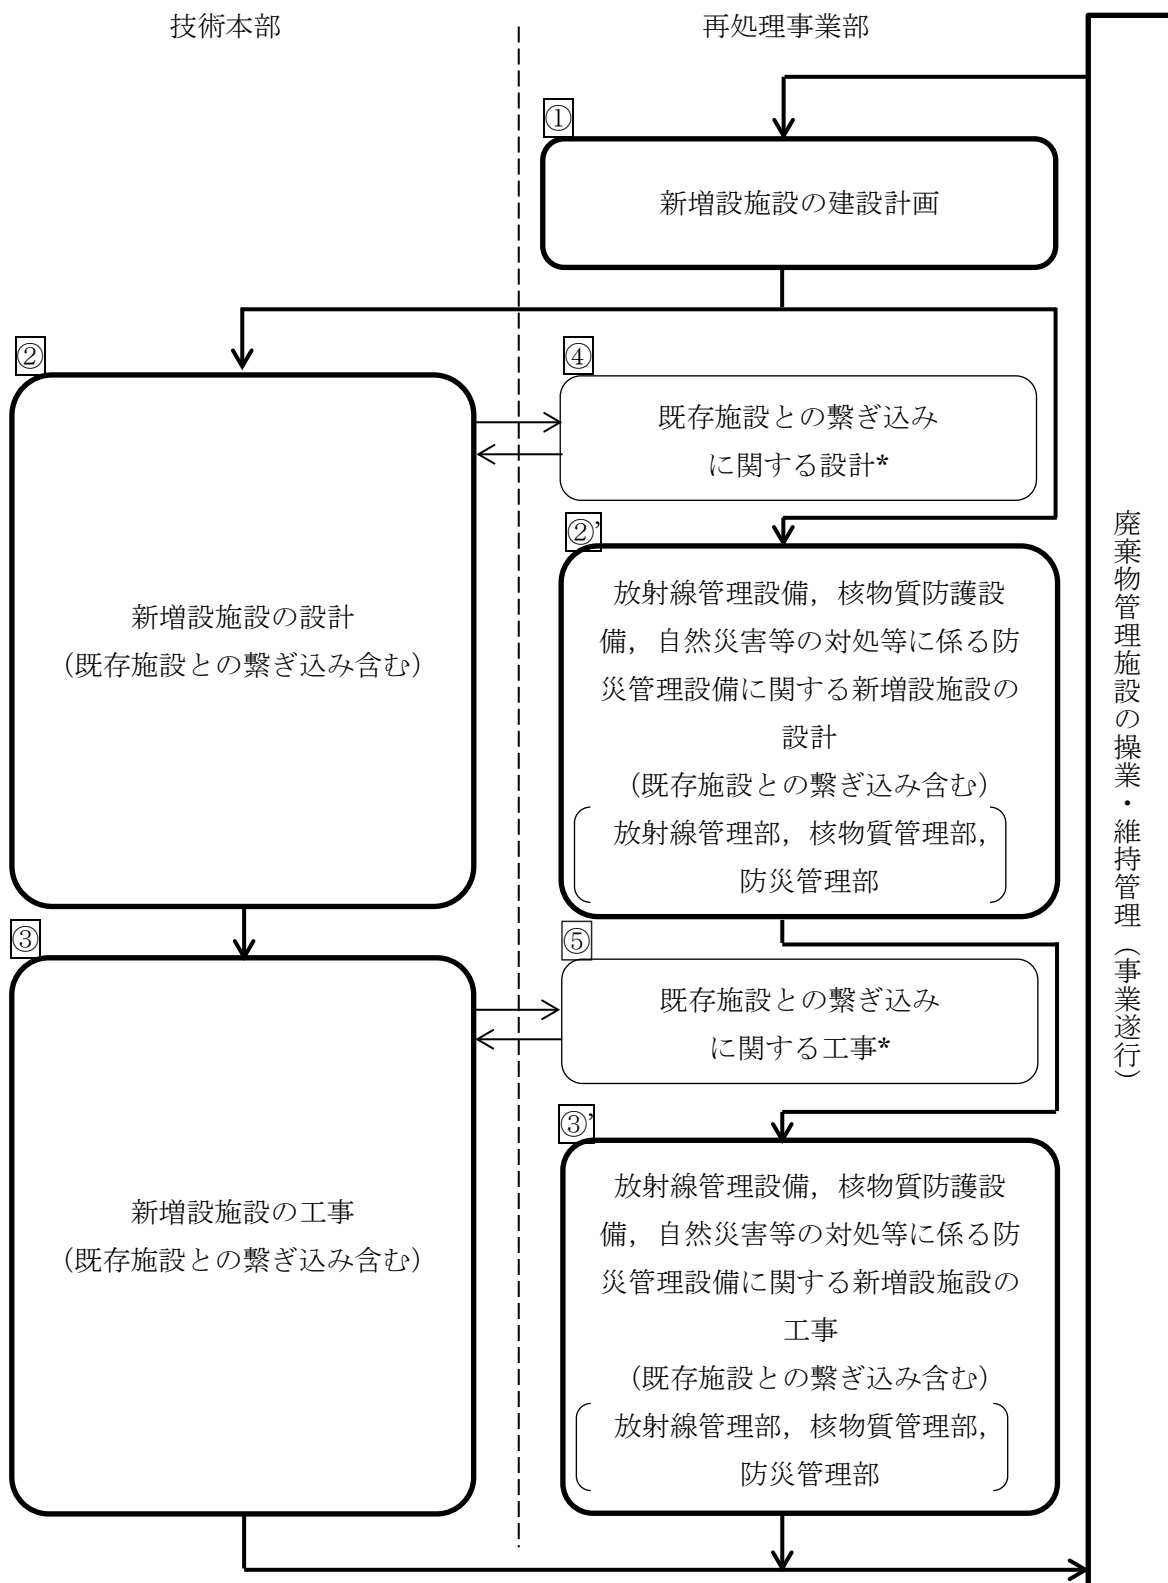 技術本部
再処理事業部
①
新増設施設の建設計画
②
新増設施設の設計
(既存施設との繋ぎ込み含む)
④
既存施設との繋ぎ込み
に関する設計*
②’
放射線管理設備，核物質防護設
備，自然災害等の対処等に係る防
災管理設備に関する新増設施設の
設計
(既存施設との繋ぎ込み含む)
放射線管理部，核物質管理部，
防災管理部
③
新増設施設の工事
(既存施設との繋ぎ込み含む)
⑤
既存施設との繋ぎ込み
に関する工事*
③’
放射線管理設備，核物質防護設
備，自然災害等の対処等に係る防
災管理設備に関する新増設施設の
工事
(既存施設との繋ぎ込み含む)
放射線管理部，核物質管理部，
防災管理部
廃棄物管理施設の操業・維持管理（事業遂行）